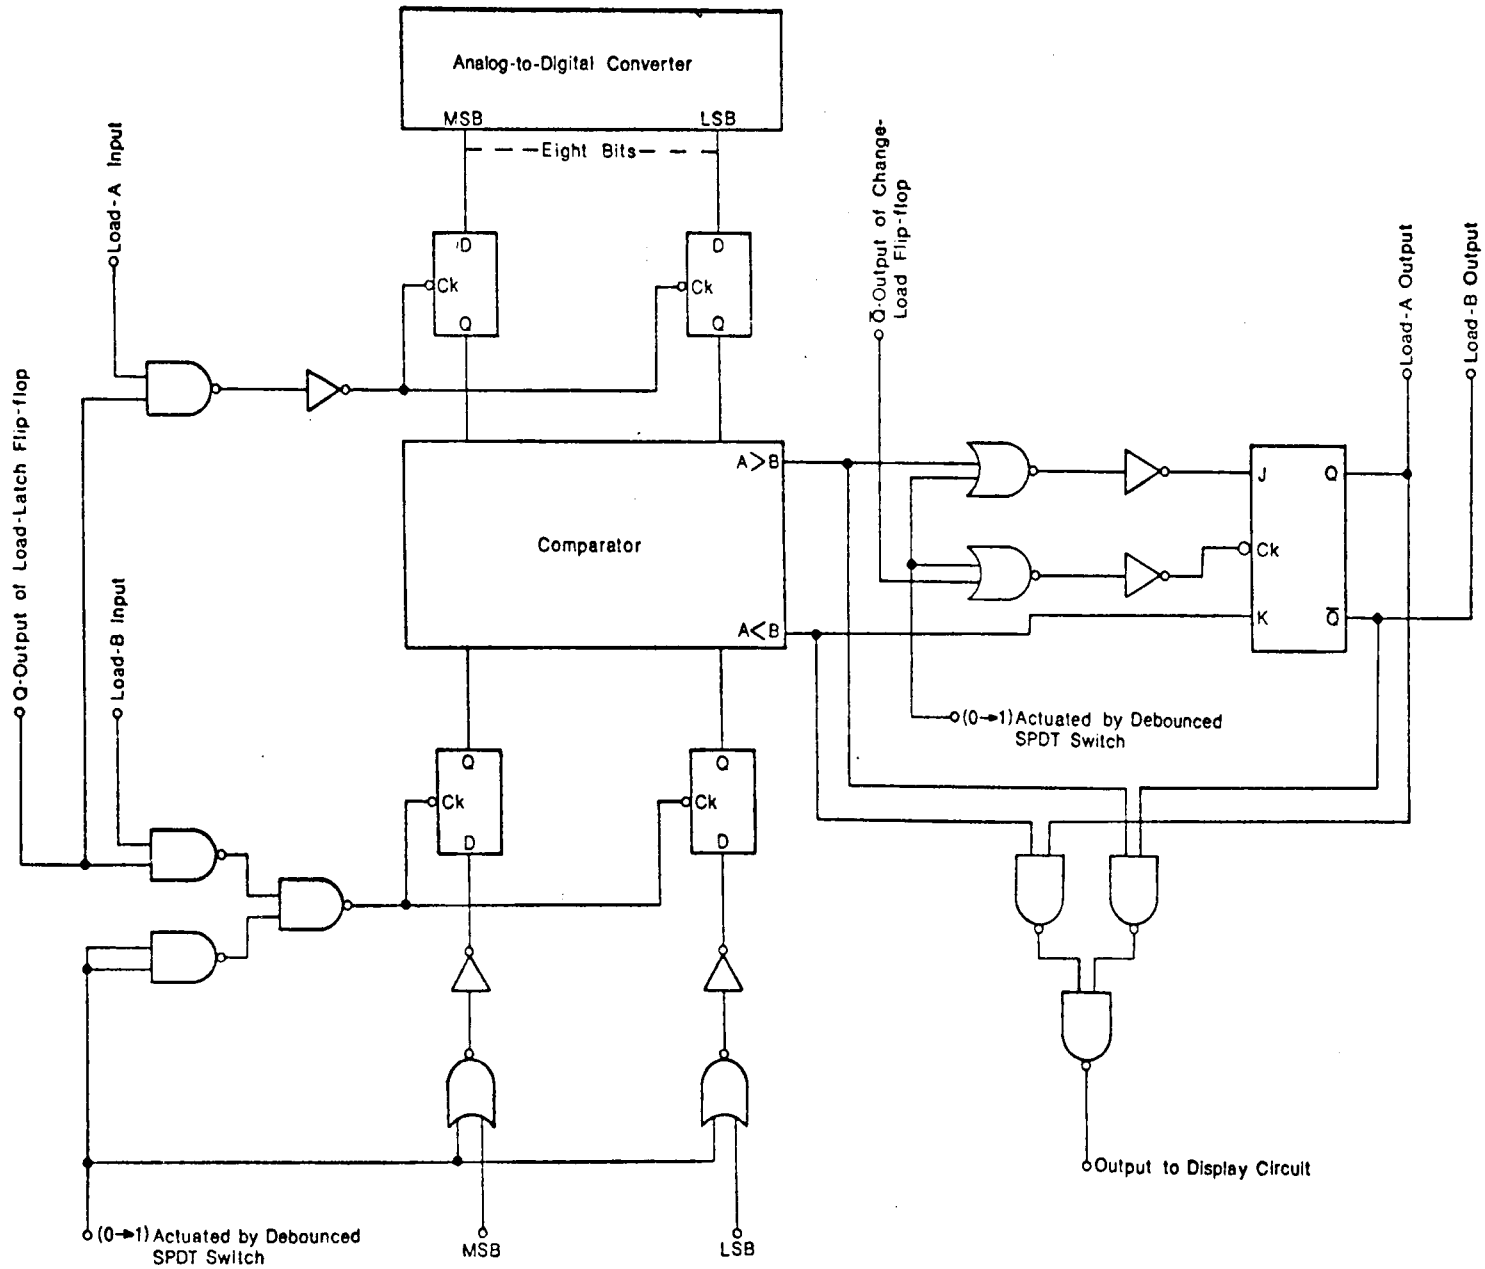 Analog-to-Digital Converter
MSB
LSB
Eight Bits
Load-A Input
D
Ck
Q
D
Ck
Q
Q̅-Output of Change-
Load Flip-flop
Load-A Output
Load-B Output
Q-Output of Load-Latch Flip-flop
Load-B Input
A>B
Comparator
A<B
J
Q
Ck
K
Q̅
(0→1) Actuated by Debounced
SPDT Switch
Q
Ck
D
Q
Ck
D
Output to Display Circuit
(0→1) Actuated by Debounced
SPDT Switch
MSB
LSB